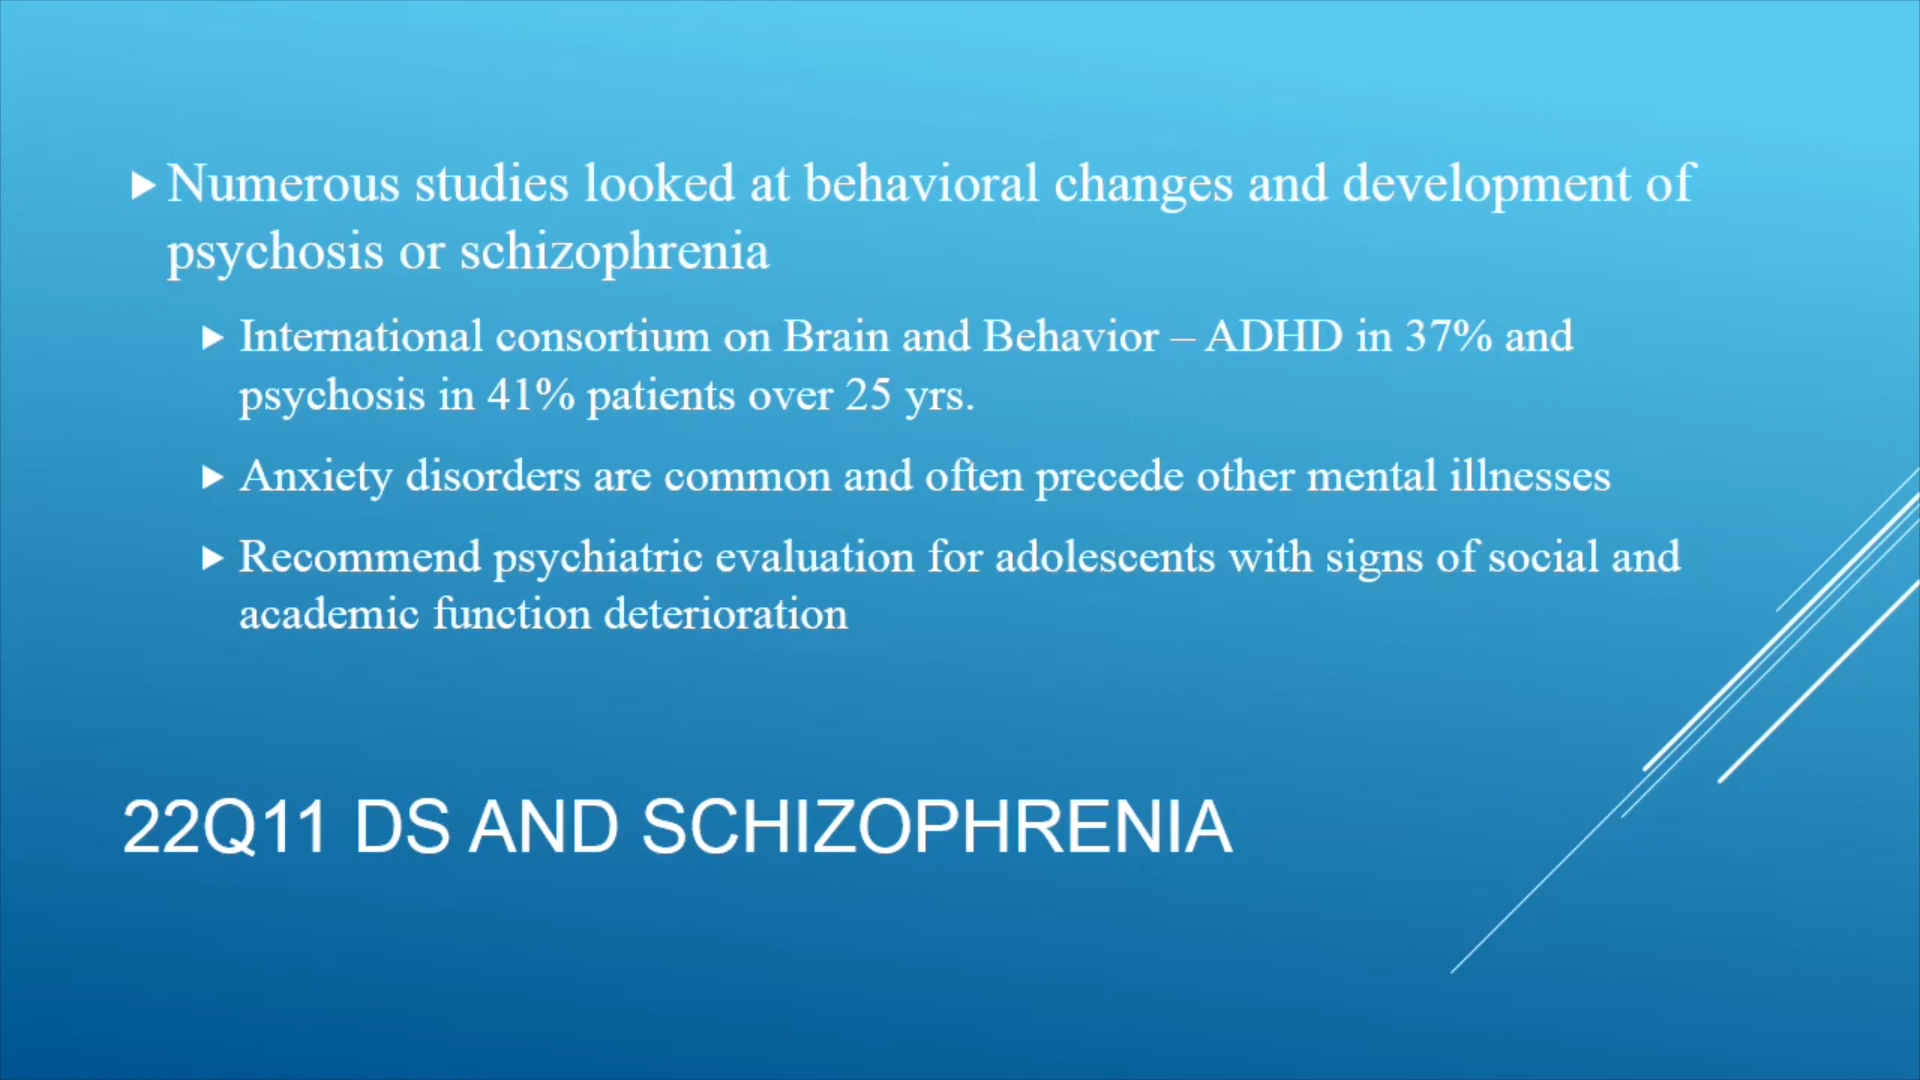 Numerous studies looked at behavioral changes and development of
psychosis or schizophrenia
International consortium on Brain and Behavior – ADHD in 37% and
psychosis in 41% patients over 25 yrs.
Anxiety disorders are common and often precede other mental illnesses
Recommend psychiatric evaluation for adolescents with signs of social and
academic function deterioration
22Q11 DS AND SCHIZOPHRENIA